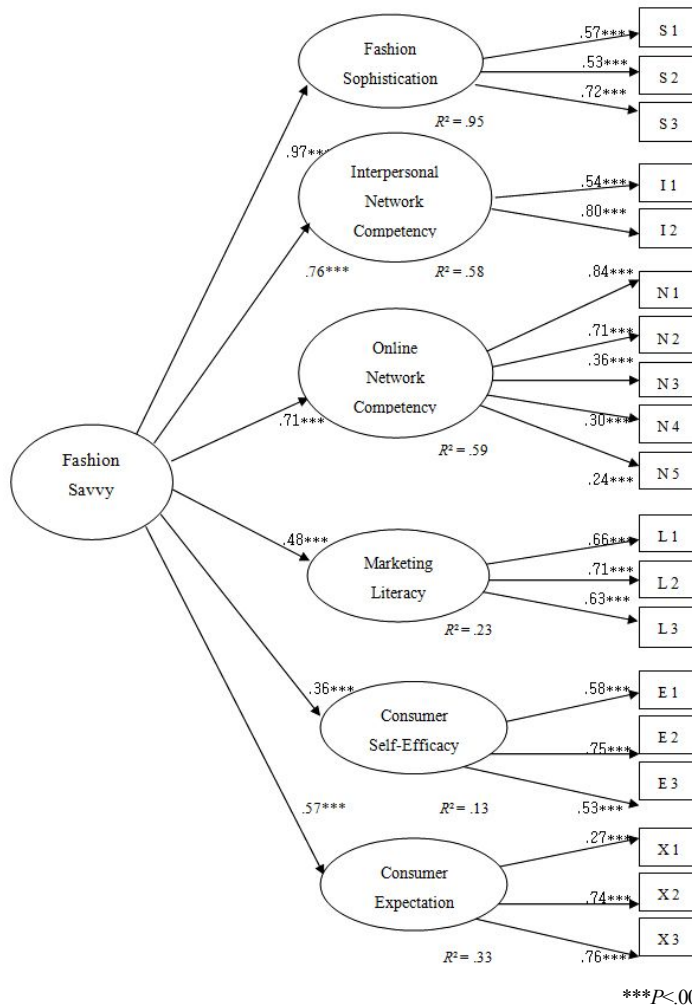 Fashion
Sophistication
R² = .95
.57***
S 1
.53***
S 2
.72***
S 3
.97***
Interpersonal
Network
Competency
R² = .58
.54***
I 1
.80***
I 2
.76***
Online
Network
Competency
R² = .59
.84***
N 1
.71***
N 2
.36***
N 3
.30***
N 4
.24***
N 5
.71***
Fashion
Savvy
.48***
Marketing
Literacy
R² = .23
.66***
L 1
.71***
L 2
.63***
L 3
.36***
Consumer
Self-Efficacy
R² = .13
.58***
E 1
.75***
E 2
.53***
E 3
.57***
Consumer
Expectation
R² = .33
.27***
X 1
.74***
X 2
.76***
X 3
***P<.00